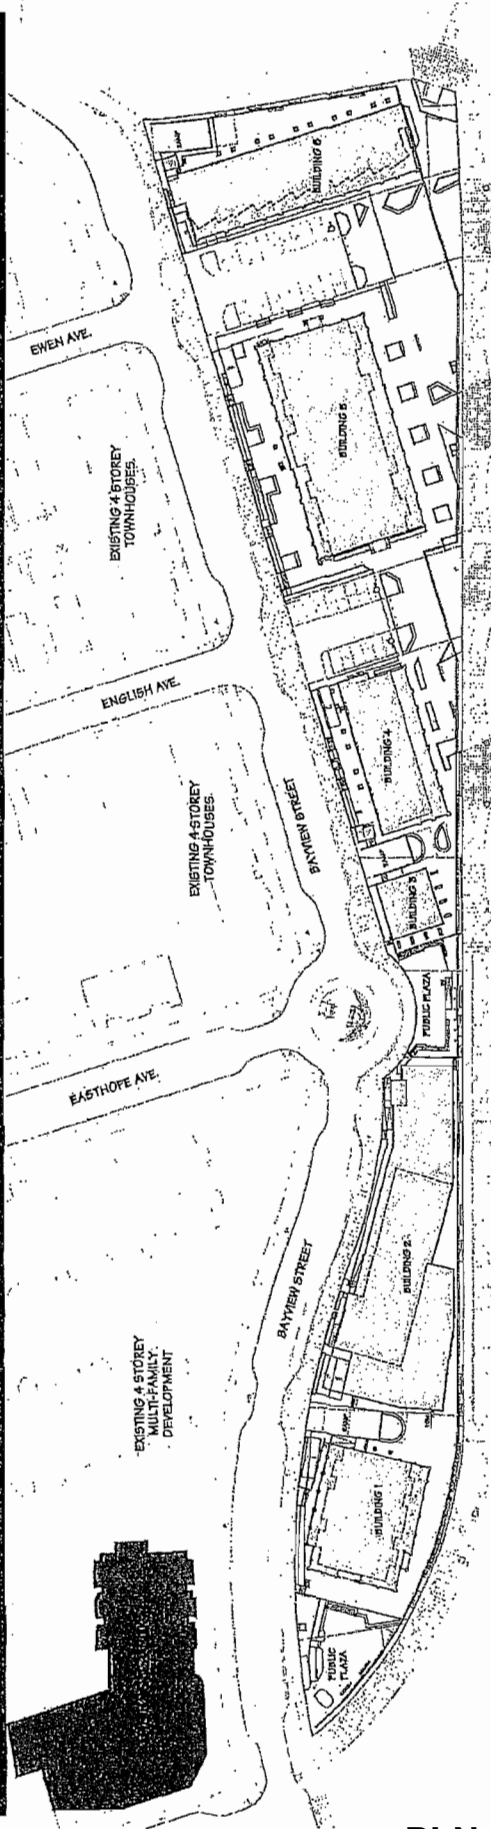 EWEN AVE.
BUILDING 6
EXISTING 4 STOREY
TOWNHOUSES
BUILDING 5
ENGLISH AVE.
BUILDING 4
EXISTING 4 STOREY
TOWNHOUSES
BAYVIEW STREET
BUILDING 3
PUBLIC PLAZA
EASTHOPE AVE.
BUILDING 2
BAYVIEW STREET
EXISTING 4 STOREY
MULTI-FAMILY
DEVELOPMENT
RAMP
BUILDING 1
PUBLIC
PLAZA